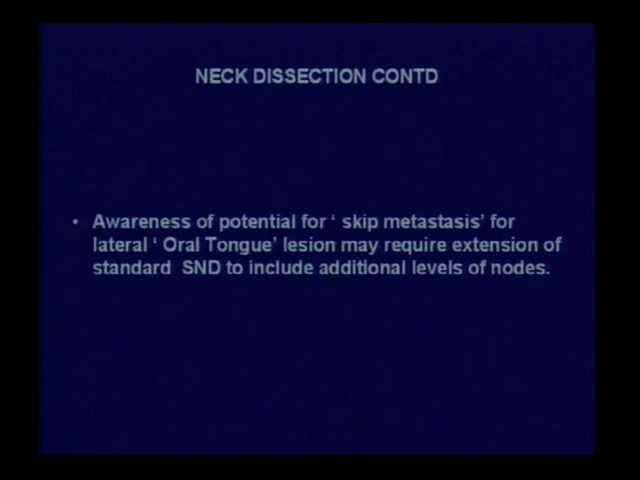 NECK DISSECTION CONTD
• Awareness of potential for ‘ skip metastasis’ for
lateral ‘ Oral Tongue’ lesion may require extension of
standard  SND to include additional levels of nodes.